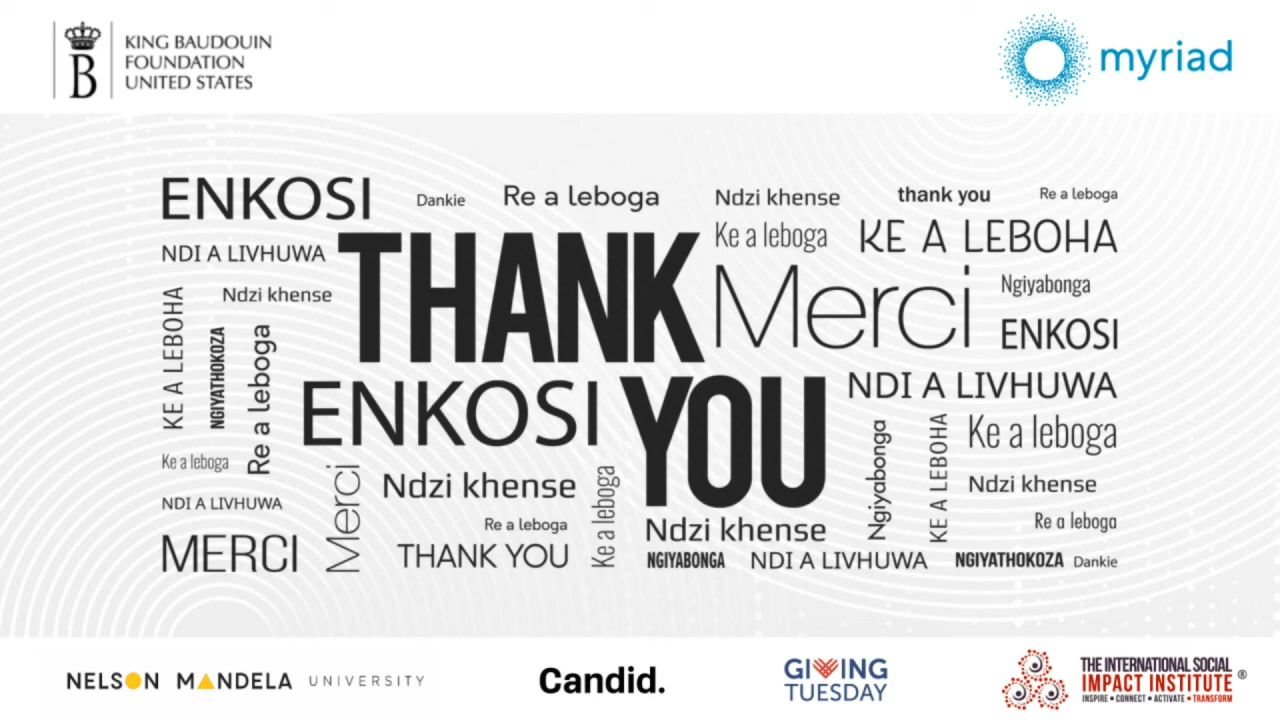 KING BAUDOUIN
FOUNDATION
UNITED STATES
B
myriad
ENKOSI
Dankie
Re a leboga
Ndzi khense
thank you
Re a leboga
NDI A LIVHUWA
THANK
Ke a leboga
KE A LEBOHA
Merci
Ngiyabonga
ENKOSI
KE A LEBOHA
NGIYATHOKOZA
Re a leboga
Ndzi khense
ENKOSI
YOU
NDI A LIVHUWA
Ke a leboga
NDI A LIVHUWA
MERCI
Merci
Ndzi khense
Re a leboga
THANK YOU
Ke a leboga
Ndzi khense
NGIYABONGA
NDI A LIVHUWA
Ngiyabonga
KE A LEBOHA
Ke a leboga
Ndzi khense
Re a leboga
NGIYATHOKOZA
Dankie
NELSON MANDELA UNIVERSITY
Candid.
GIVING
TUESDAY
THE INTERNATIONAL SOCIAL
IMPACT INSTITUTE ®
INSPIRE • CONNECT • ACTIVATE • TRANSFORM